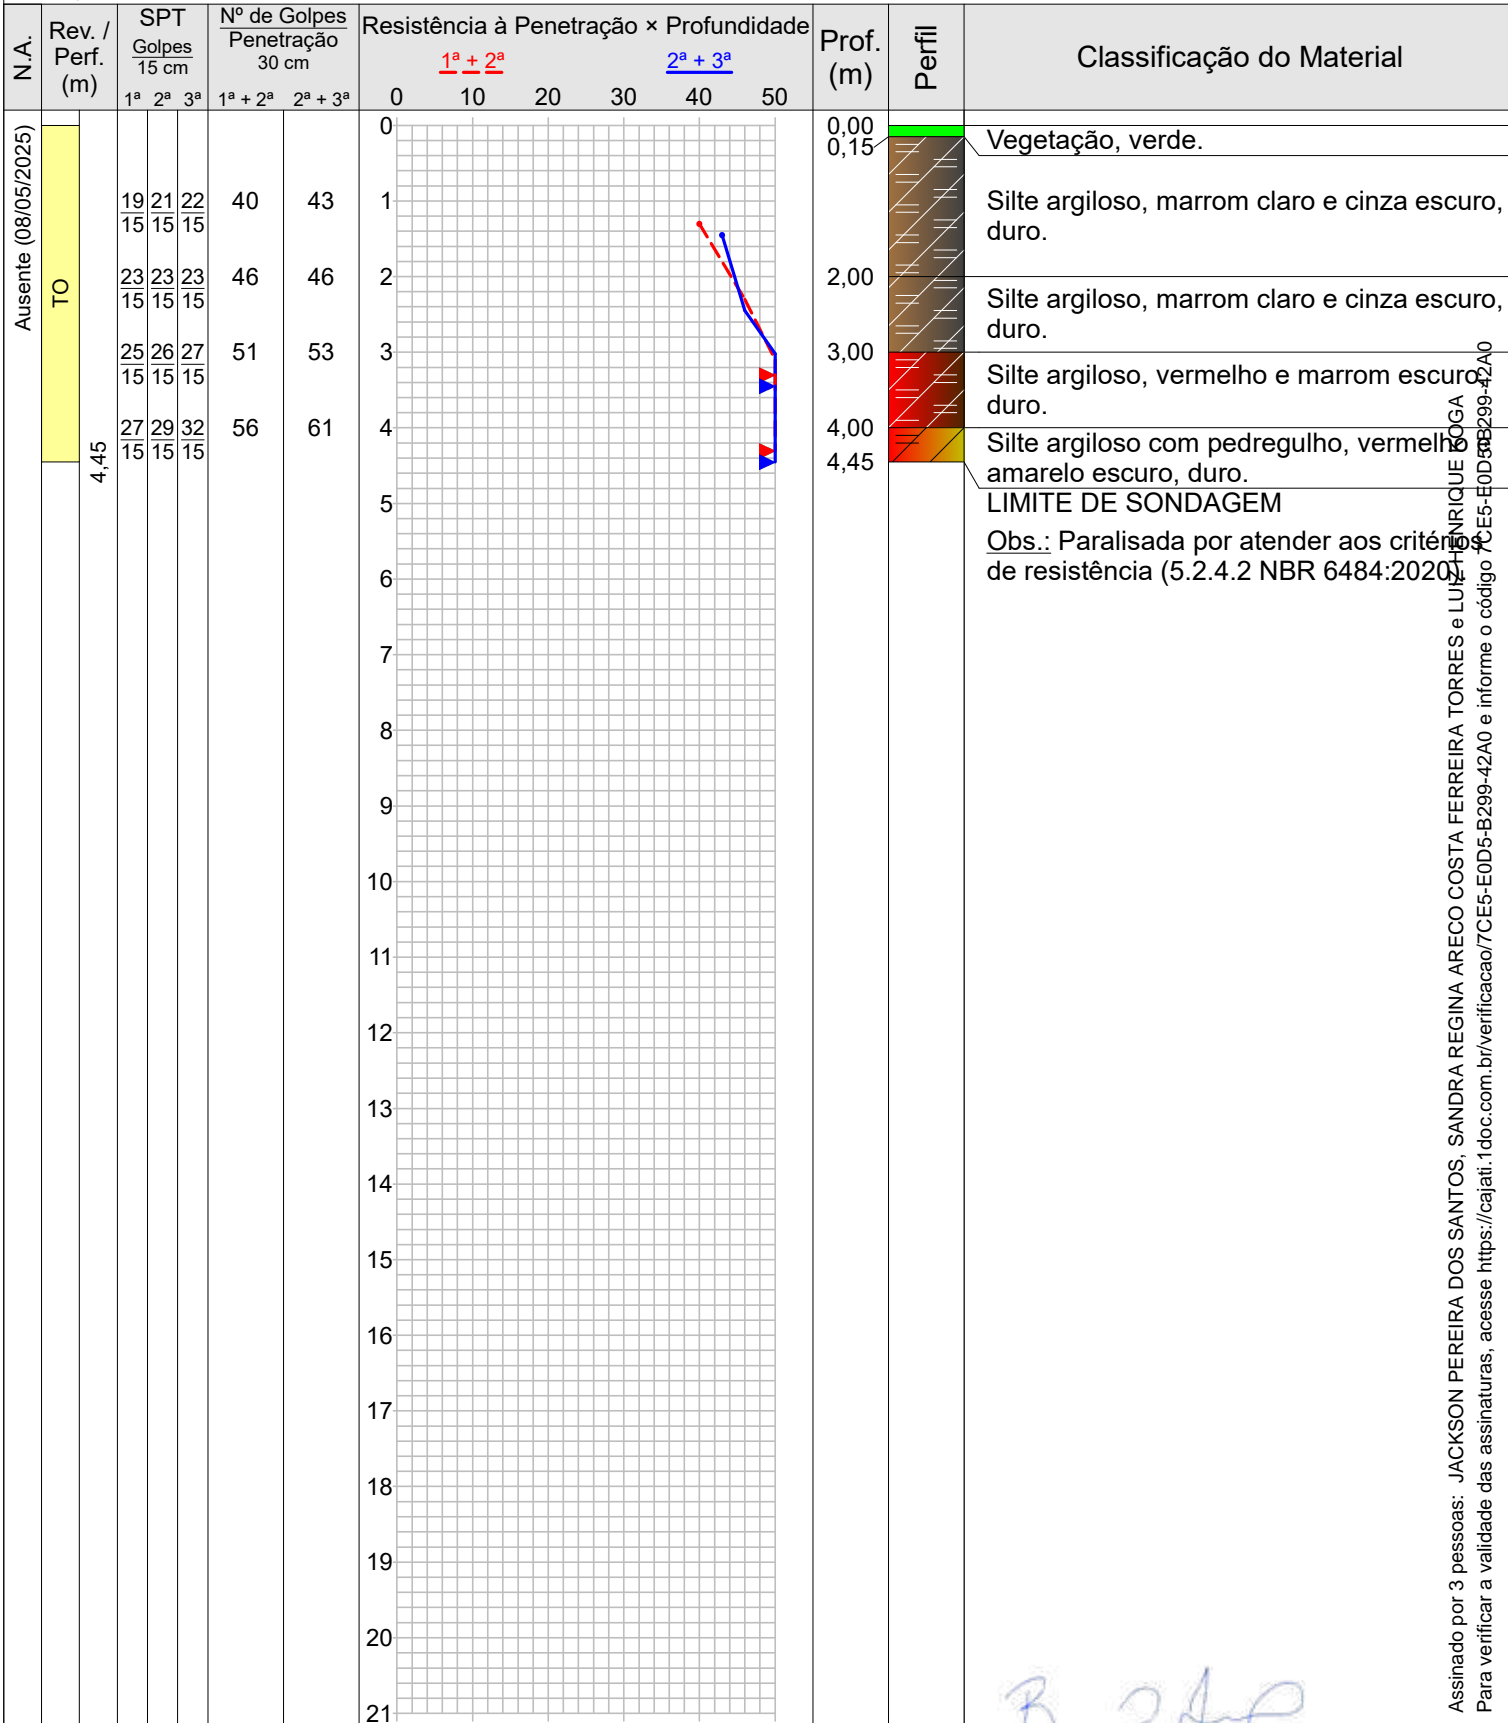 N.A.
Rev. /
Perf.
(m)
SPT
Golpes
15 cm
1ª 2ª 3ª
Nº de Golpes
Penetração
30 cm
1ª + 2ª 2ª + 3ª
Resistência à Penetração × Profundidade
1ª + 2ª 2ª + 3ª
0 10 20 30 40 50
Prof.
(m)
Perfil
Classificação do Material
Ausente (08/05/2025)
TO
4,45
19 21 22 40 43
15 15 15
23 23 23 46 46
15 15 15
25 26 27 51 53
15 15 15
27 29 32 56 61
15 15 15
0
1
2
3
4
5
6
7
8
9
10
11
12
13
14
15
16
17
18
19
20
21
0,00
0,15
2,00
3,00
4,00
4,45
Vegetação, verde.
Silte argiloso, marrom claro e cinza escuro,
duro.
Silte argiloso, marrom claro e cinza escuro,
duro.
Silte argiloso, vermelho e marrom escuro,
duro.
Silte argiloso com pedregulho, vermelho e
amarelo escuro, duro.
LIMITE DE SONDAGEM
Obs.: Paralisada por atender aos critérios
de resistência (5.2.4.2 NBR 6484:2020).
Assinado por 3 pessoas: JACKSON PEREIRA DOS SANTOS, SANDRA REGINA ARECO COSTA FERREIRA TORRES e LUIZ HENRIQUE KOGA
Para verificar a validade das assinaturas, acesse https://cajati.1doc.com.br/verificacao/7CE5-E0D5-B299-42A0 e informe o código 7CE5-E0D5-B299-42A0